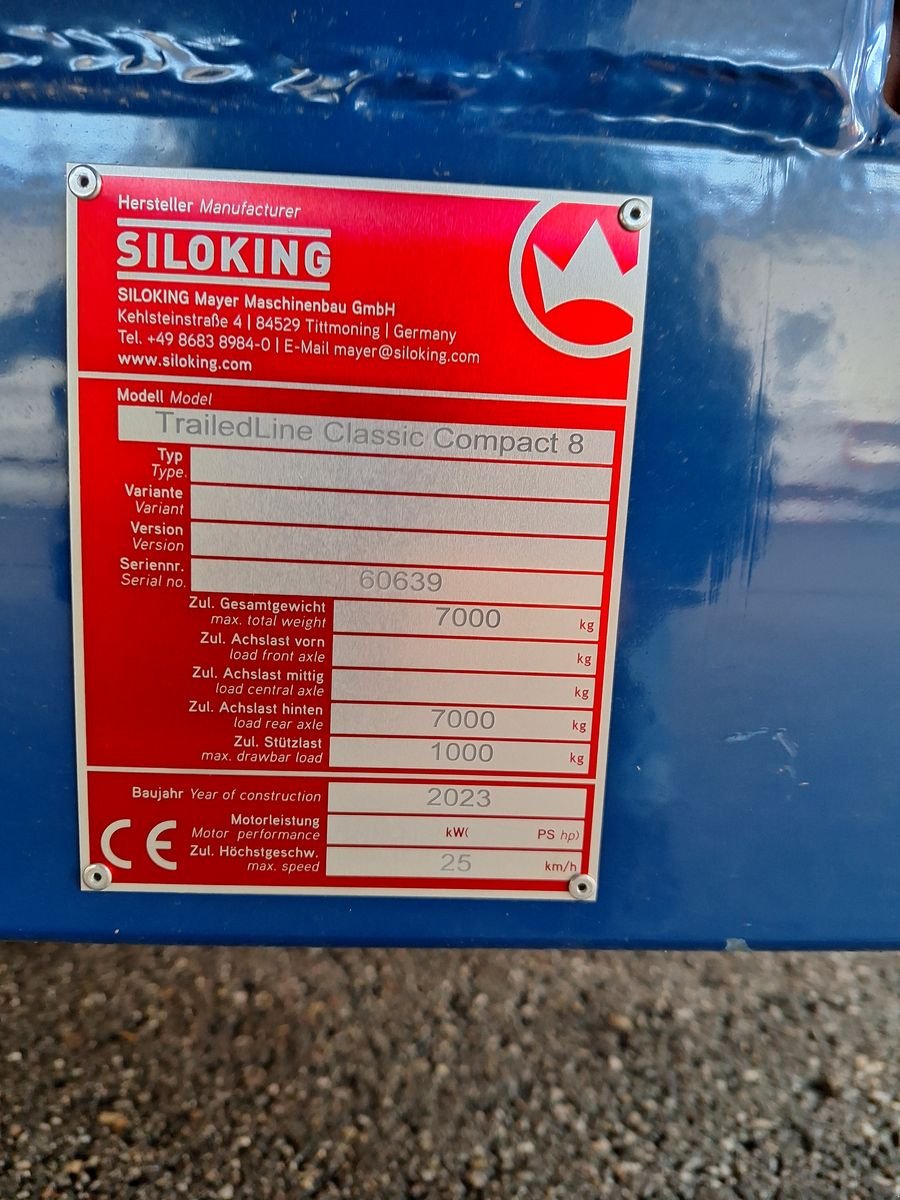 Hersteller Manufacturer
SILOKING
SILOKING Mayer Maschinenbau GmbH
Kehlsteinstraße 4 | 84529 Tittmoning | Germany
Tel. +49 8683 8984-0 | E-Mail mayer@siloking.com
www.siloking.com
Modell Model
TrailedLine Classic Compact 8
Typ
Type
Variante
Variant
Version
Version
Seriennr.
Serial no. 60639
Zul. Gesamtgewicht
max. total weight 7000 kg
Zul. Achslast vorn
load front axle kg
Zul. Achslast mittig
load central axle kg
Zul. Achslast hinten
load rear axle 7000 kg
Zul. Stützlast
max. drawbar load 1000 kg
Baujahr Year of construction 2023
Motorleistung
Motor performance kW( PS hp)
Zul. Höchstgeschw.
max. speed 25 km/h
CE